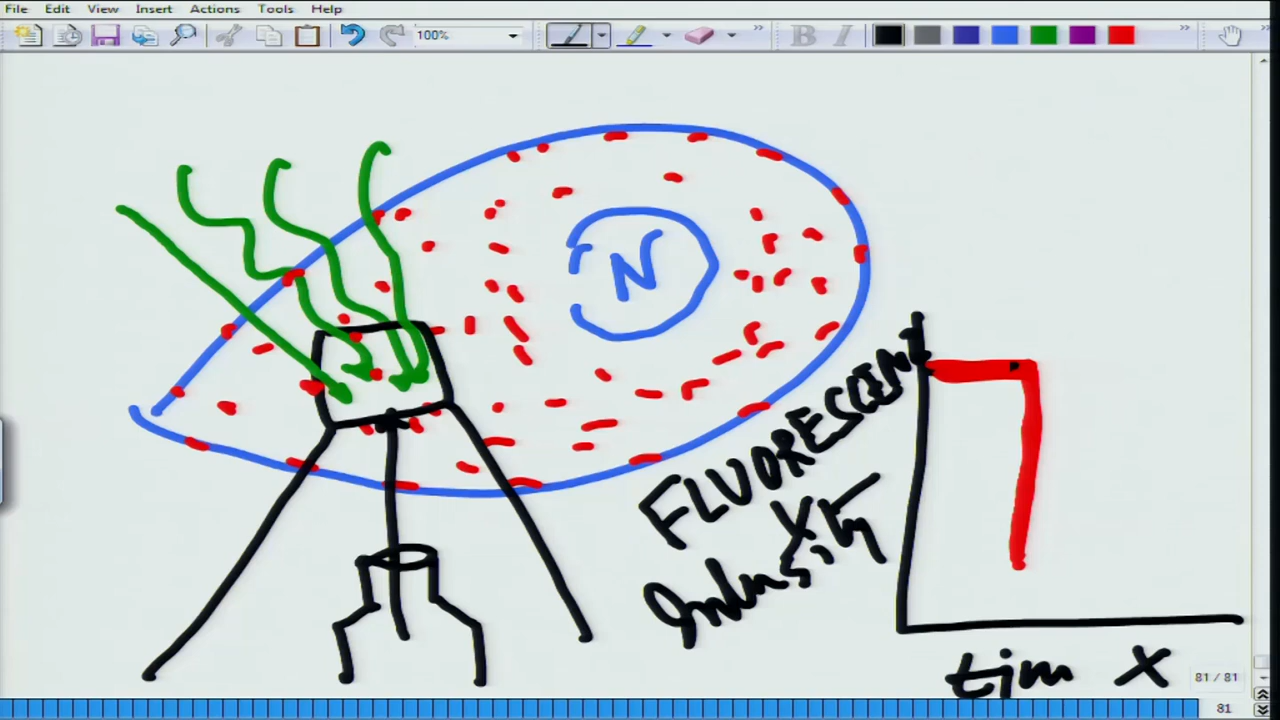 File Edit View Insert Actions Tools Help
100%
B I
N
FLUORESCENT
X
Intensity
tim X
81 / 81
81